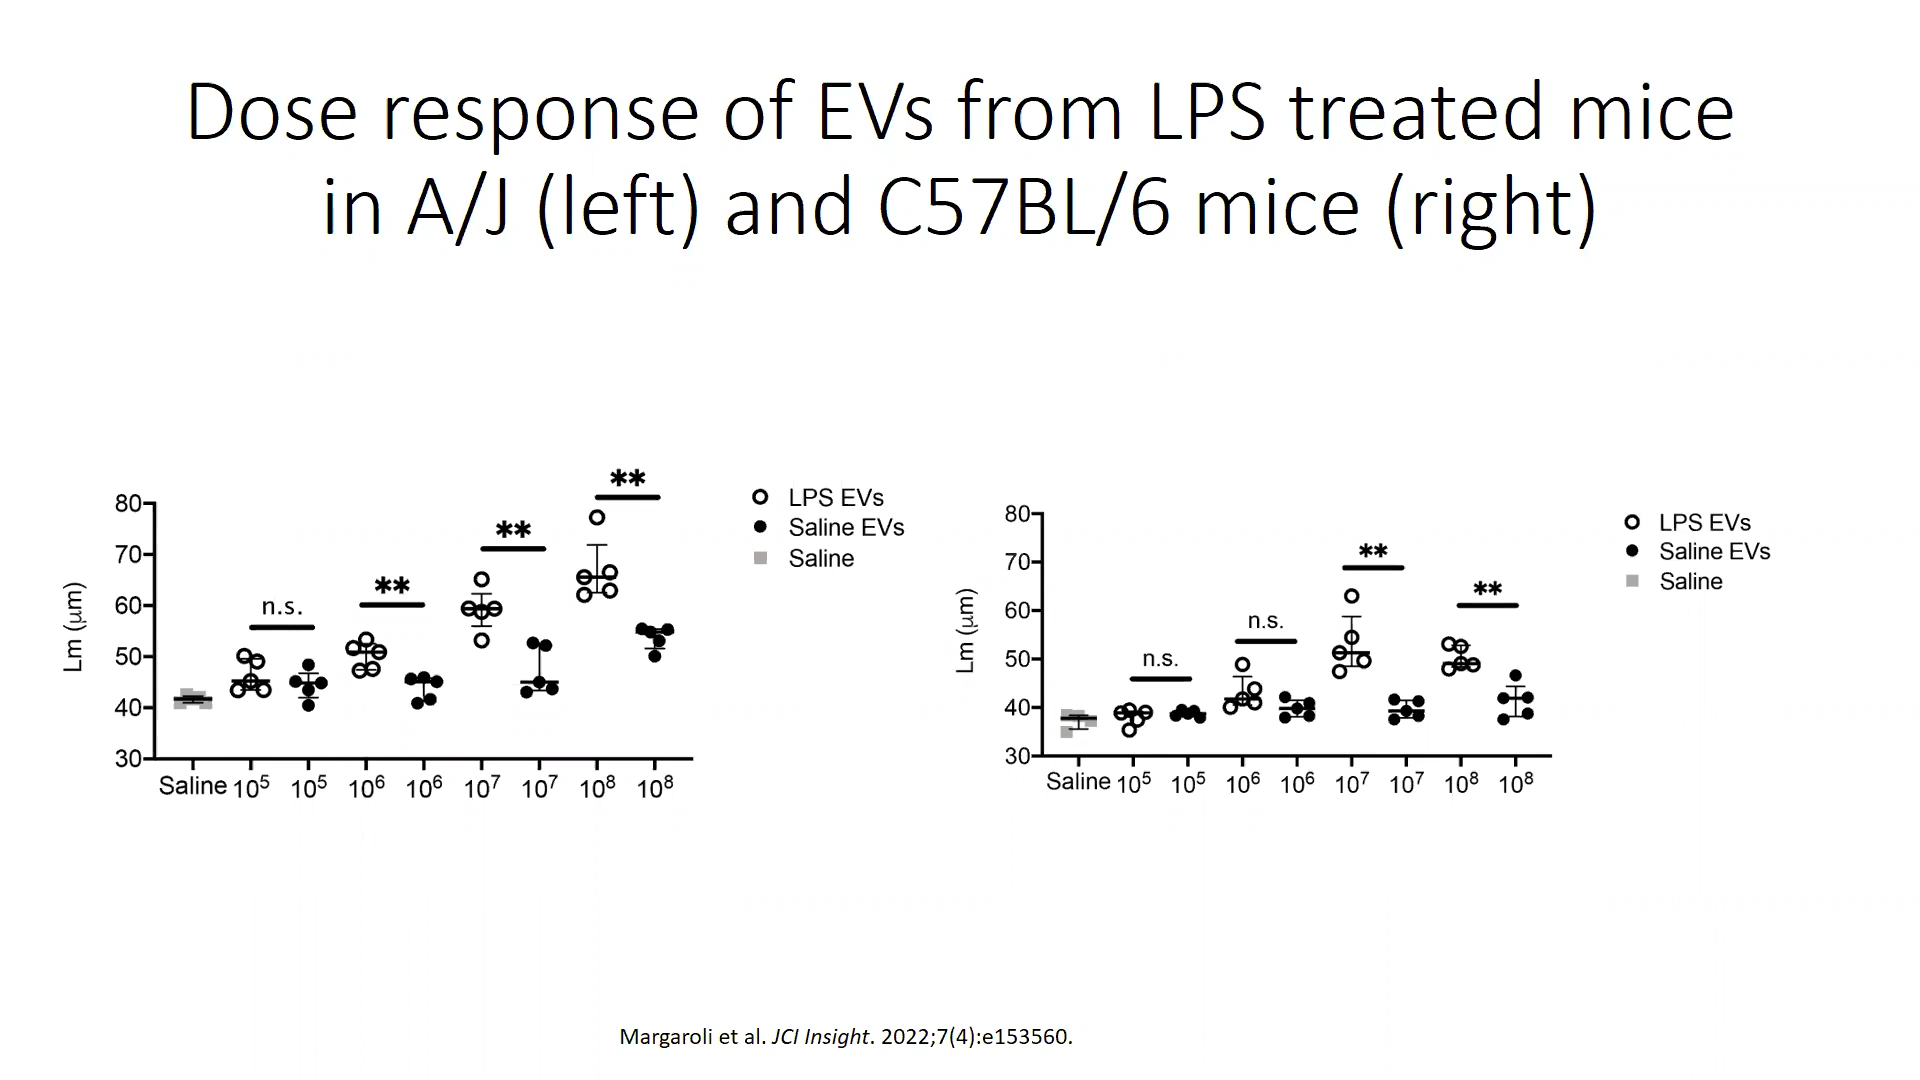 Dose response of EVs from LPS treated mice
in A/J (left) and C57BL/6 mice (right)
**
**
**
n.s.
80
70
60
50
40
30
Lm (µm)
Saline 10⁵ 10⁵ 10⁶ 10⁶ 10⁷ 10⁷ 10⁸ 10⁸
LPS EVs
Saline EVs
Saline
**
**
n.s.
n.s.
80
70
60
50
40
30
Lm (µm)
Saline 10⁵ 10⁵ 10⁶ 10⁶ 10⁷ 10⁷ 10⁸ 10⁸
LPS EVs
Saline EVs
Saline
Margaroli et al. JCI Insight. 2022;7(4):e153560.